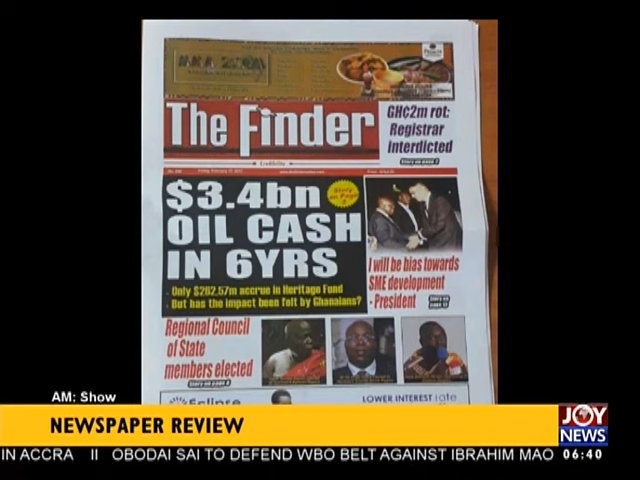 The Finder
GH¢2m rot:
Registrar
interdicted
$3.4bn
OIL CASH
IN 6YRS
Story
on Page
- Only $262.57m accrue in Heritage Fund
- But has the impact been felt by Ghanaians?
I will be bias towards
SME development
- President
Regional Council
of State
members elected
Eclipse
LOWER INTEREST rate
AM: Show
NEWSPAPER REVIEW
JOY
NEWS
IN ACCRA II OBODAI SAI TO DEFEND WBO BELT AGAINST IBRAHIM MAO
06:40